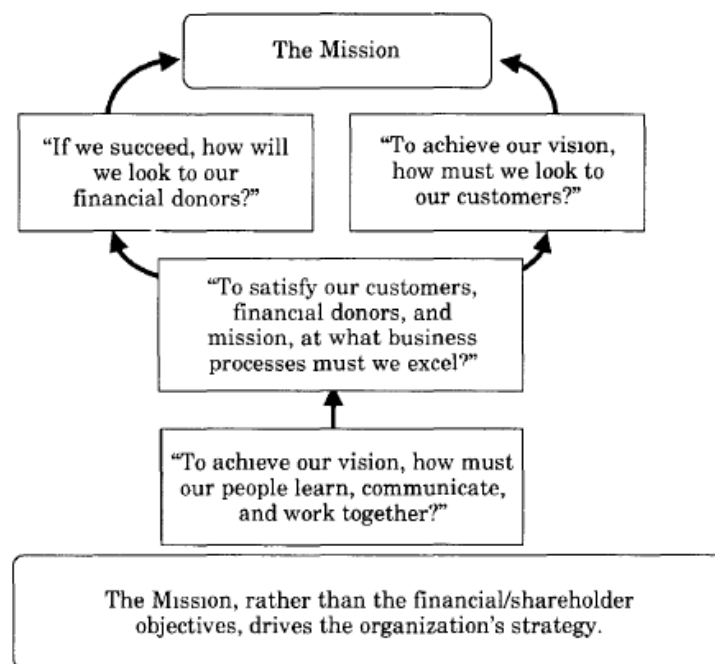 The Mission
“If we succeed, how will
we look to our
financial donors?”
“To achieve our vision,
how must we look to
our customers?”
“To satisfy our customers,
financial donors, and
mission, at what business
processes must we excel?”
“To achieve our vision, how must
our people learn, communicate,
and work together?”
The Mission, rather than the financial/shareholder
objectives, drives the organization’s strategy.